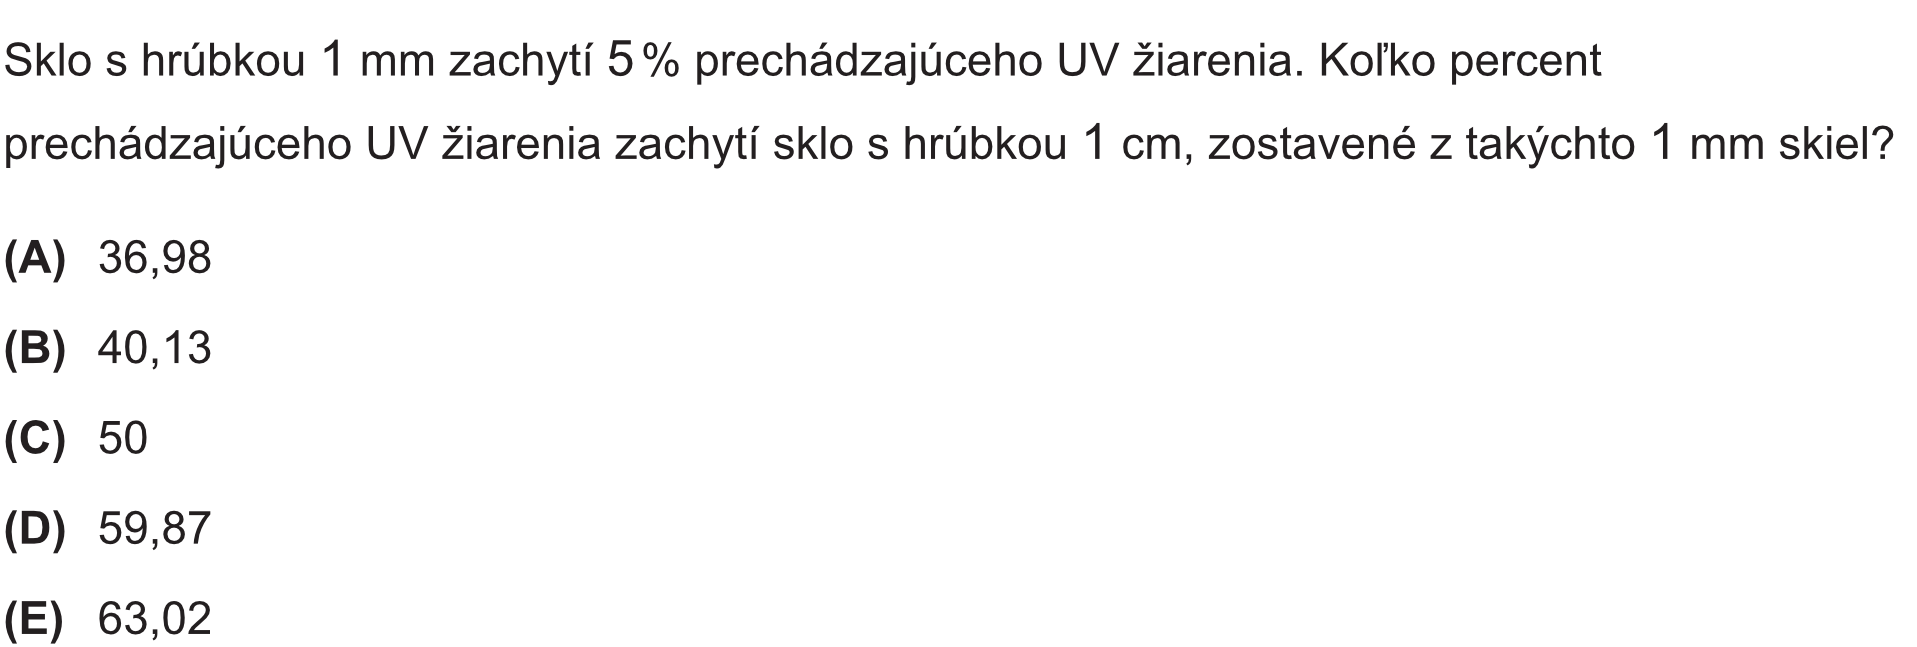 Sklo s hrúbkou 1 mm zachytí 5 % prechádzajúceho UV žiarenia. Koľko percent
prechádzajúceho UV žiarenia zachytí sklo s hrúbkou 1 cm, zostavené z takýchto 1 mm skiel?
(A) 36,98
(B) 40,13
(C) 50
(D) 59,87
(E) 63,02